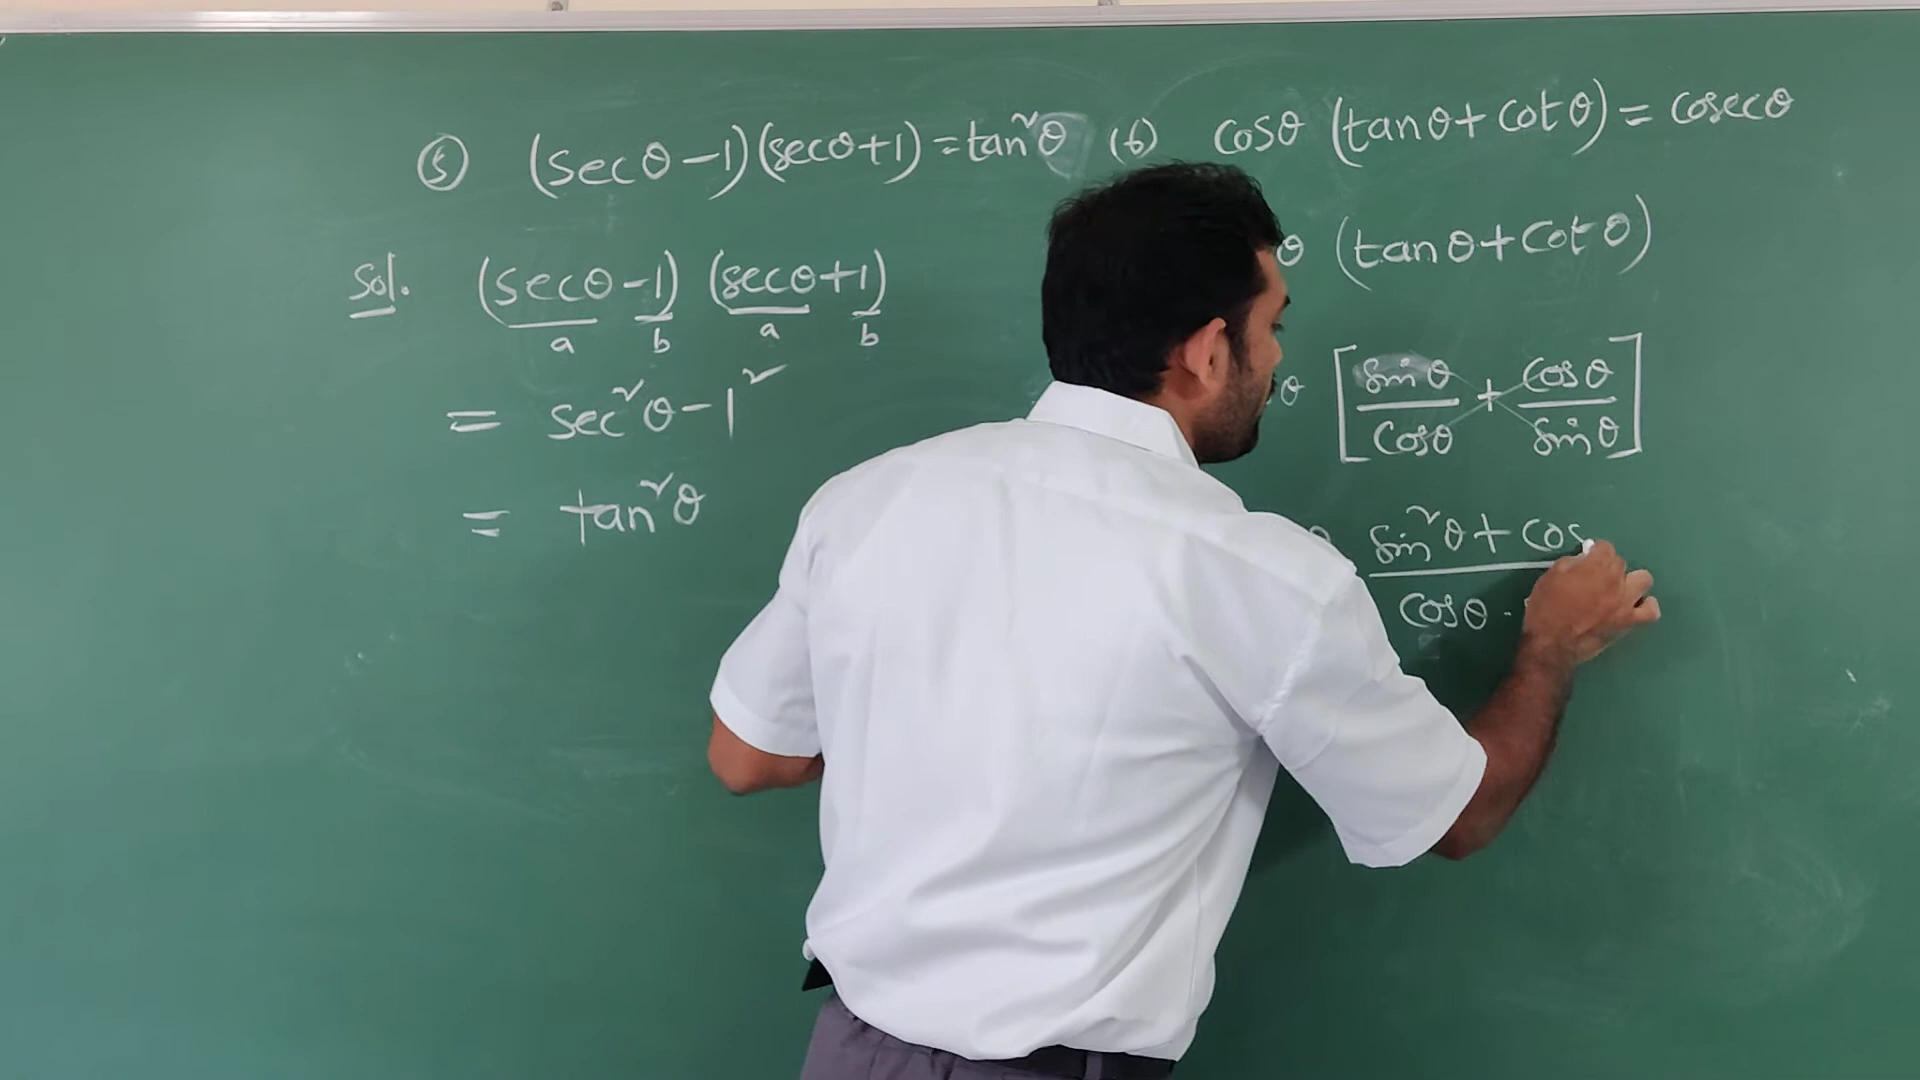 ⑤ (secθ-1)(secθ+1)=tan²θ
Sol. (secθ-1) (secθ+1)
a b a b
= sec²θ-1²
= tan²θ
(6) cosθ (tanθ+cotθ)=cosecθ
θ (tanθ+cotθ)
θ [sinθ/cosθ + cosθ/sinθ]
sin²θ+cos
cosθ.